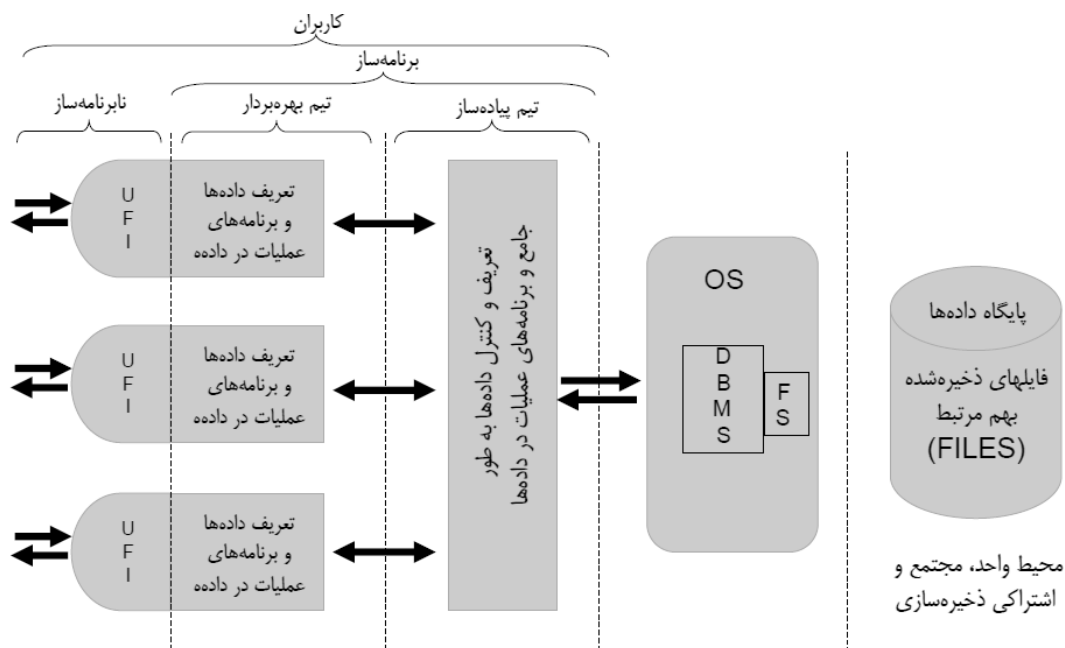 کاربران
برنامه‌ساز
تیم پیاده‌ساز
تیم بهره‌بردار
نابرنامه‌ساز
پایگاه داده‌ها
فایلهای ذخیره‌شده
بهم مرتبط
(FILES)
محیط واحد، مجتمع و
اشتراکی ذخیره‌سازی
OS
D
B
M
S
F
S
تعریف و کنترل داده‌ها به طور
جامع و برنامه‌های عملیات در داده‌ها
تعریف داده‌ها
و برنامه‌های
عملیات در دادهه
U
F
I
تعریف داده‌ها
و برنامه‌های
عملیات در دادهه
U
F
I
تعریف داده‌ها
و برنامه‌های
عملیات در دادهه
U
F
I